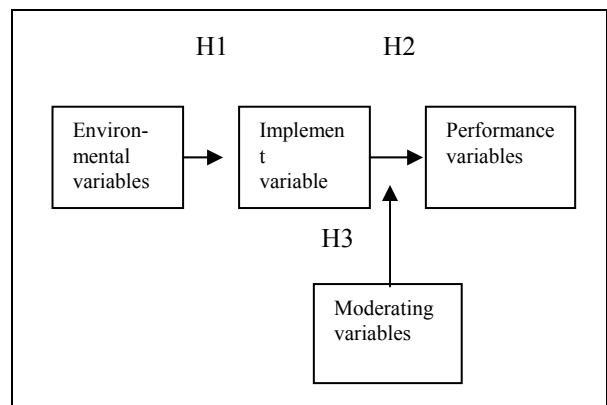 H1
H2
Environ-
mental
variables
Implemen
t
variable
Performance
variables
H3
Moderating
variables